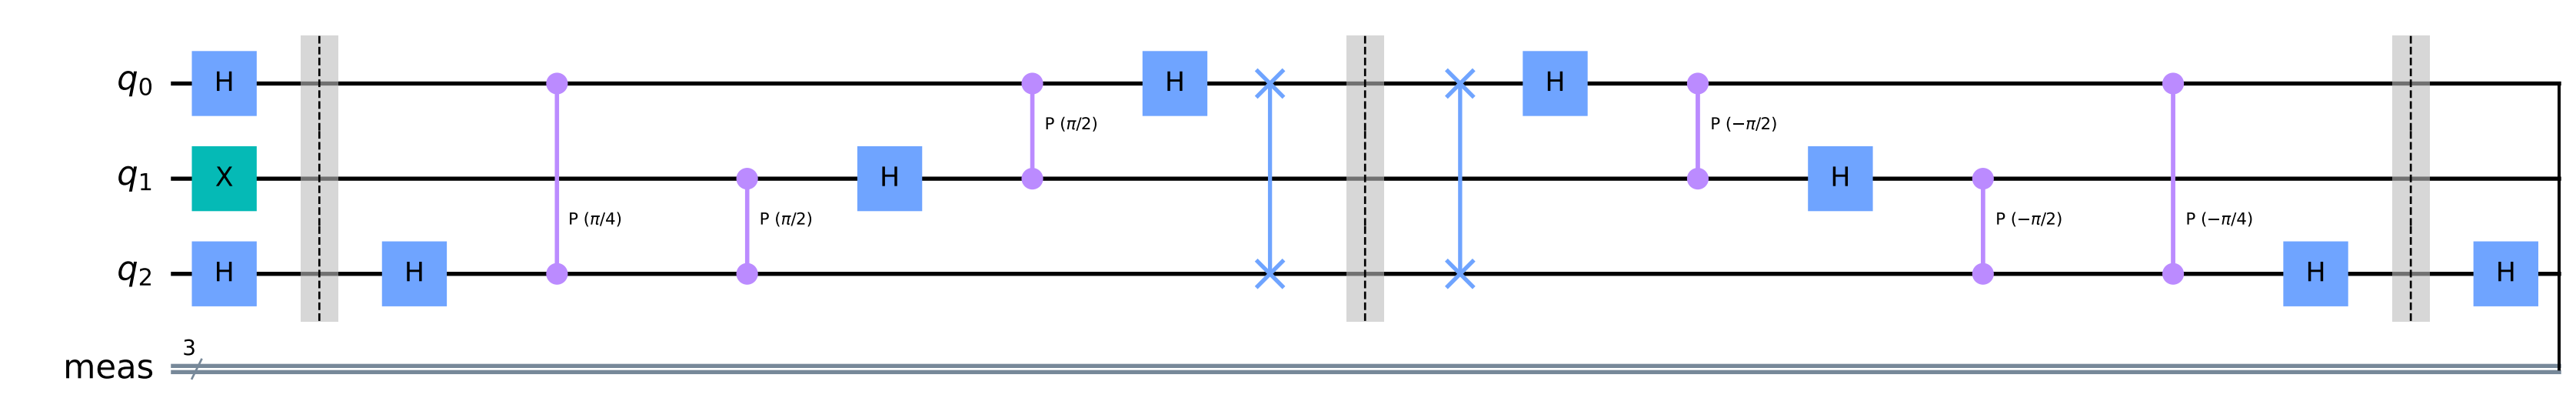 q0 H H H
P (π/2) P (−π/2)
q1 X H H
P (π/4) P (π/2) P (−π/2) P (−π/4)
q2 H H H H
3
meas